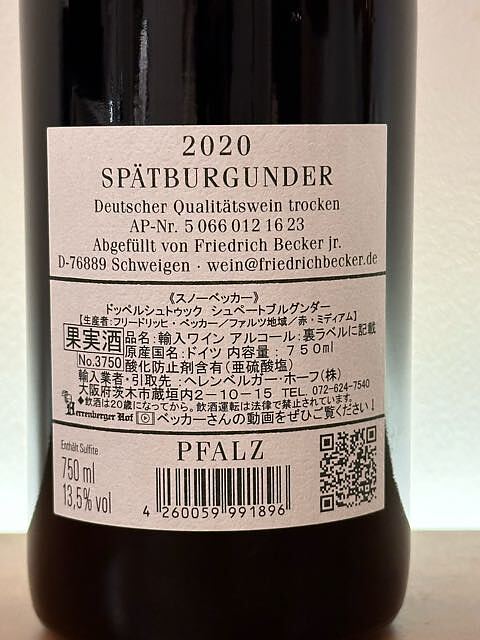 2020
SPÄTBURGUNDER
Deutscher Qualitätswein trocken
AP-Nr. 5 066 012 16 23
Abgefüllt von Friedrich Becker jr.
D-76889 Schweigen · wein@friedrichbecker.de
《スノーベッカー》
ドッペルシュトゥック シュペートブルグンダー
【生産者:フリードリッヒ・ベッカー/ファルツ地域/赤・ミディアム】
果実酒 品名:輸入ワイン アルコール:裏ラベルに記載
原産国名:ドイツ 内容量:750ml
No.3750 酸化防止剤含有(亜硫酸塩)
輸入業者・引取先:ヘレンベルガー・ホーフ(株)
大阪府茨木市蔵垣内2-10-15 TEL.072-624-7540
◆飲酒は20歳になってから。飲酒運転は法律で禁止されています。
Herrenberger Hof ベッカーさんの動画をぜひご覧ください!
Enthält Sulfite
750 ml
13,5% vol
PFALZ
4 260059 991896